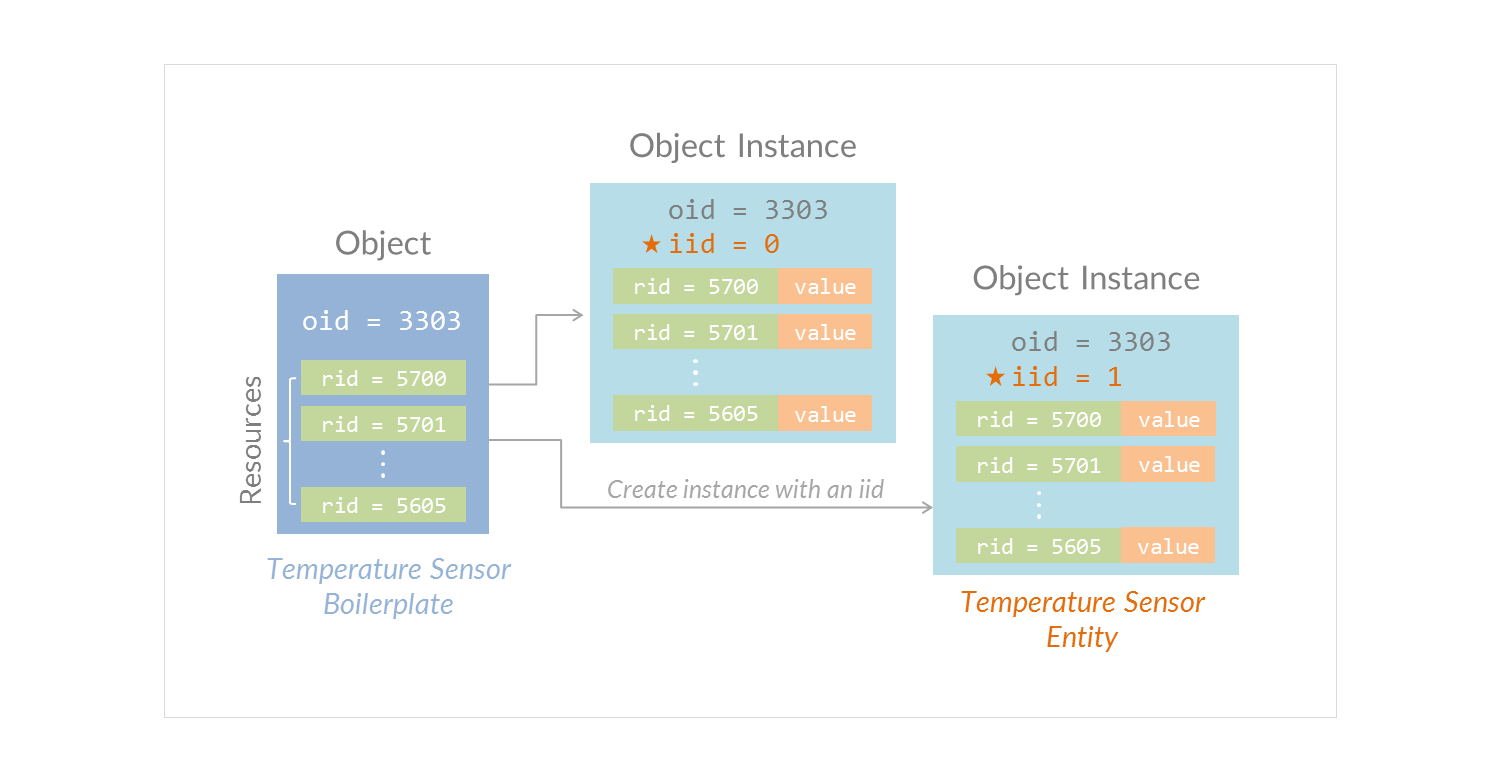 Object
oid = 3303
Resources
rid = 5700
rid = 5701
rid = 5605
Temperature Sensor
Boilerplate
Object Instance
oid = 3303
★ iid = 0
rid = 5700 value
rid = 5701 value
rid = 5605 value
Create instance with an iid
Object Instance
oid = 3303
★ iid = 1
rid = 5700 value
rid = 5701 value
rid = 5605 value
Temperature Sensor
Entity